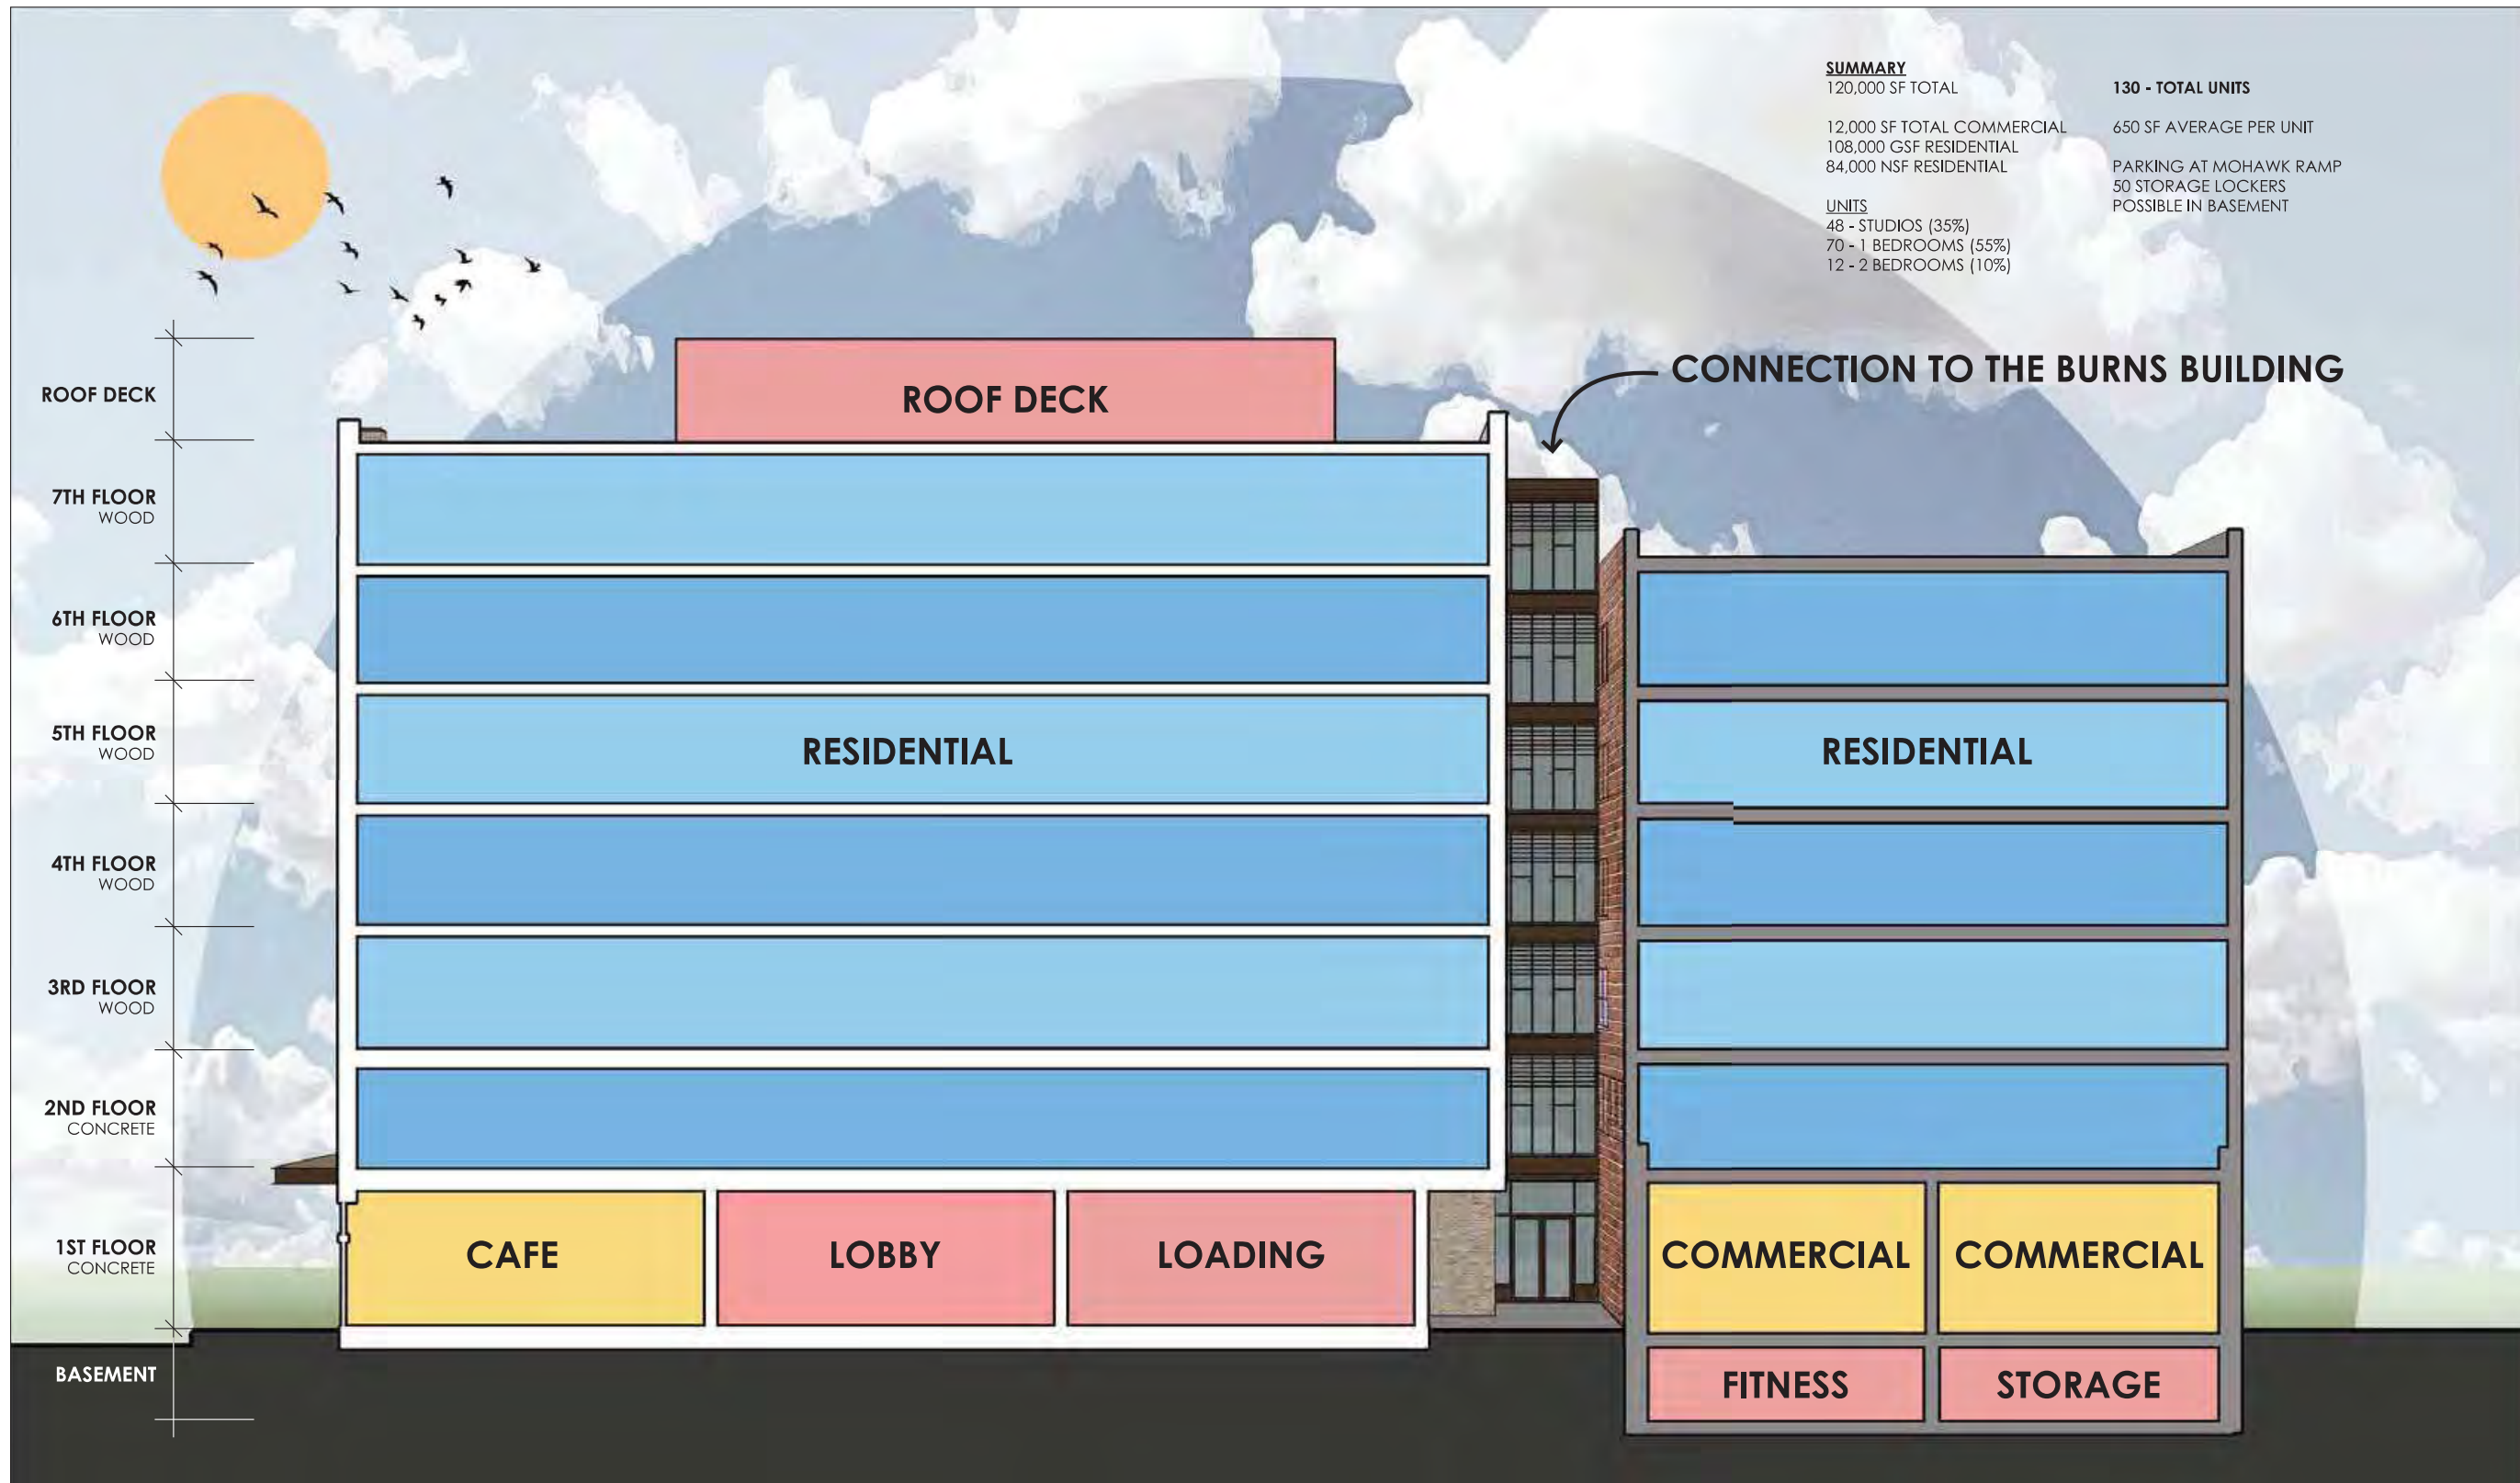 SUMMARY
120,000 SF TOTAL
12,000 SF TOTAL COMMERCIAL
108,000 GSF RESIDENTIAL
84,000 NSF RESIDENTIAL
UNITS
48 - STUDIOS (35%)
70 - 1 BEDROOMS (55%)
12 - 2 BEDROOMS (10%)
130 - TOTAL UNITS
650 SF AVERAGE PER UNIT
PARKING AT MOHAWK RAMP
50 STORAGE LOCKERS
POSSIBLE IN BASEMENT
CONNECTION TO THE BURNS BUILDING
ROOF DECK
ROOF DECK
7TH FLOOR
WOOD
6TH FLOOR
WOOD
5TH FLOOR
WOOD
RESIDENTIAL
RESIDENTIAL
4TH FLOOR
WOOD
3RD FLOOR
WOOD
2ND FLOOR
CONCRETE
1ST FLOOR
CONCRETE
CAFE
LOBBY
LOADING
COMMERCIAL
COMMERCIAL
BASEMENT
FITNESS
STORAGE